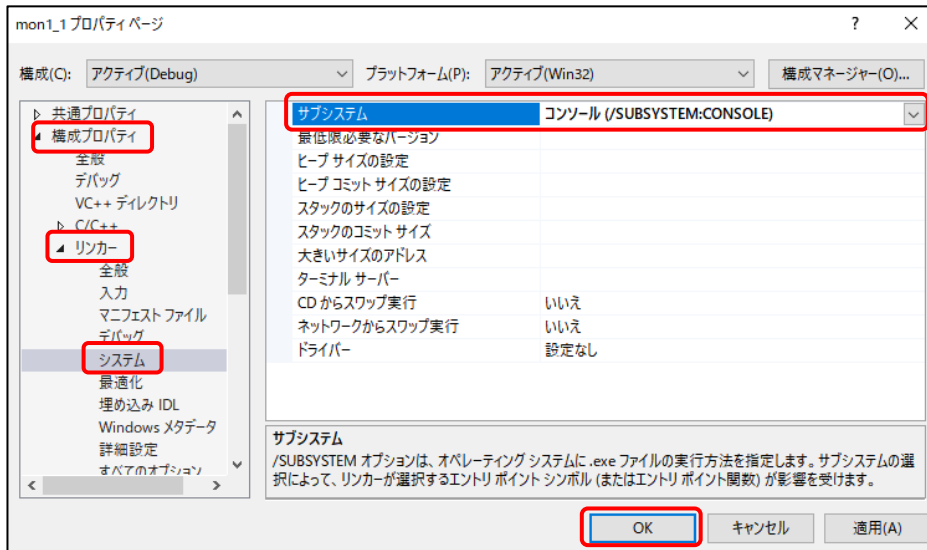 mon1_1 プロパティ ページ
構成(C): アクティブ(Debug) プラットフォーム(P): アクティブ(Win32) 構成マネージャー(O)...
共通プロパティ
構成プロパティ
全般
デバッグ
VC++ ディレクトリ
C/C++
リンカー
全般
入力
マニフェスト ファイル
デバッグ
システム
最適化
埋め込み IDL
Windows メタデータ
詳細設定
すべてのオプション
サブシステム コンソール (/SUBSYSTEM:CONSOLE)
最低限必要なバージョン
ヒープ サイズの設定
ヒープ コミット サイズの設定
スタックのサイズの設定
スタックのコミット サイズ
大きいサイズのアドレス
ターミナル サーバー
CD からスワップ実行 いいえ
ネットワークからスワップ実行 いいえ
ドライバー 設定なし
サブシステム
/SUBSYSTEM オプションは、オペレーティング システムに .exe ファイルの実行方法を指定します。サブシステムの選
択によって、リンカーが選択するエントリ ポイント シンボル (またはエントリ ポイント関数) が影響を受けます。
OK キャンセル 適用(A)